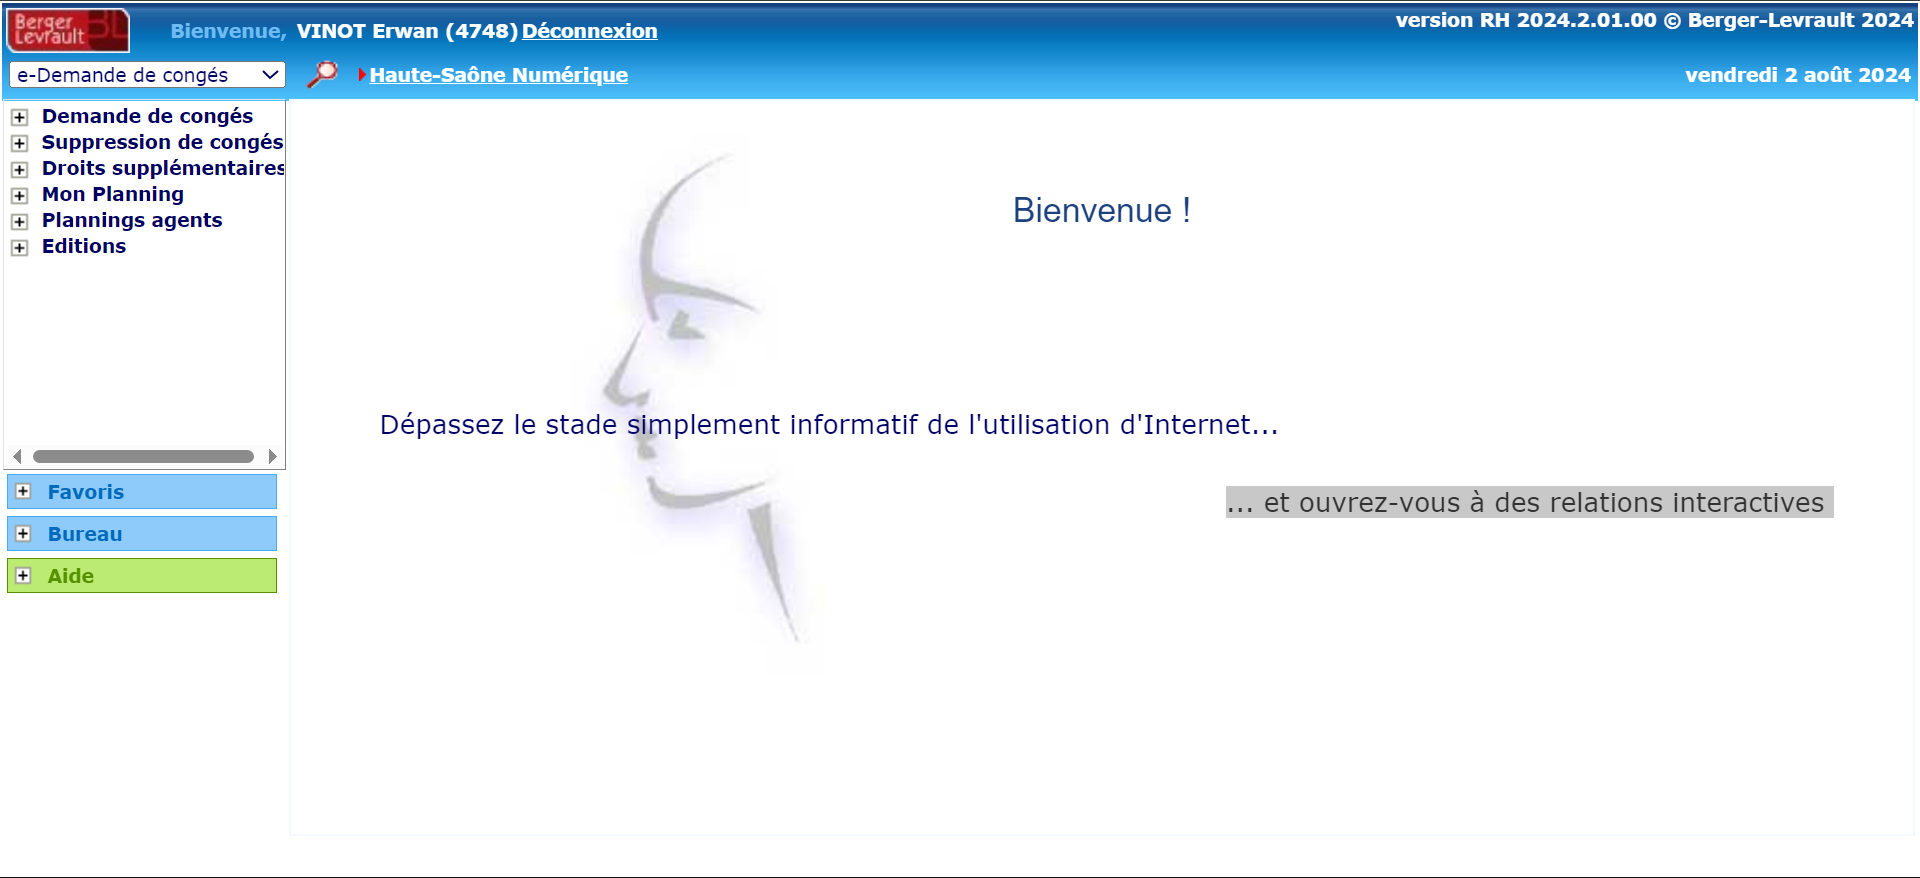 Berger Levrault BL
Bienvenue, VINOT Erwan (4748) Déconnexion
version RH 2024.2.01.00 © Berger-Levrault 2024
e-Demande de congés
Haute-Saône Numérique
vendredi 2 août 2024
Demande de congés
Suppression de congés
Droits supplémentaires
Mon Planning
Plannings agents
Editions
Favoris
Bureau
Aide
Bienvenue !
Dépassez le stade simplement informatif de l'utilisation d'Internet...
... et ouvrez-vous à des relations interactives